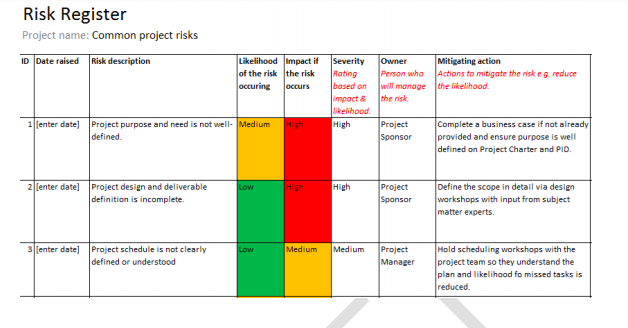 Risk Register
Project name: Common project risks
ID Date raised Risk description Likelihood of the risk occuring Impact if the risk occurs Severity Rating based on impact & likelihood. Owner Person who will manage the risk. Mitigating action Actions to mitigate the risk e.g. reduce the likelihood.
1 [enter date] Project purpose and need is not well-defined. Medium High High Project Sponsor Complete a business case if not already provided and ensure purpose is well defined on Project Charter and PID.
2 [enter date] Project design and deliverable definition is incomplete. Low High High Project Sponsor Define the scope in detail via design workshops with input from subject matter experts.
3 [enter date] Project schedule is not clearly defined or understood Low Medium Medium Project Manager Hold scheduling workshops with the project team so they understand the plan and likelihood fo missed tasks is reduced.